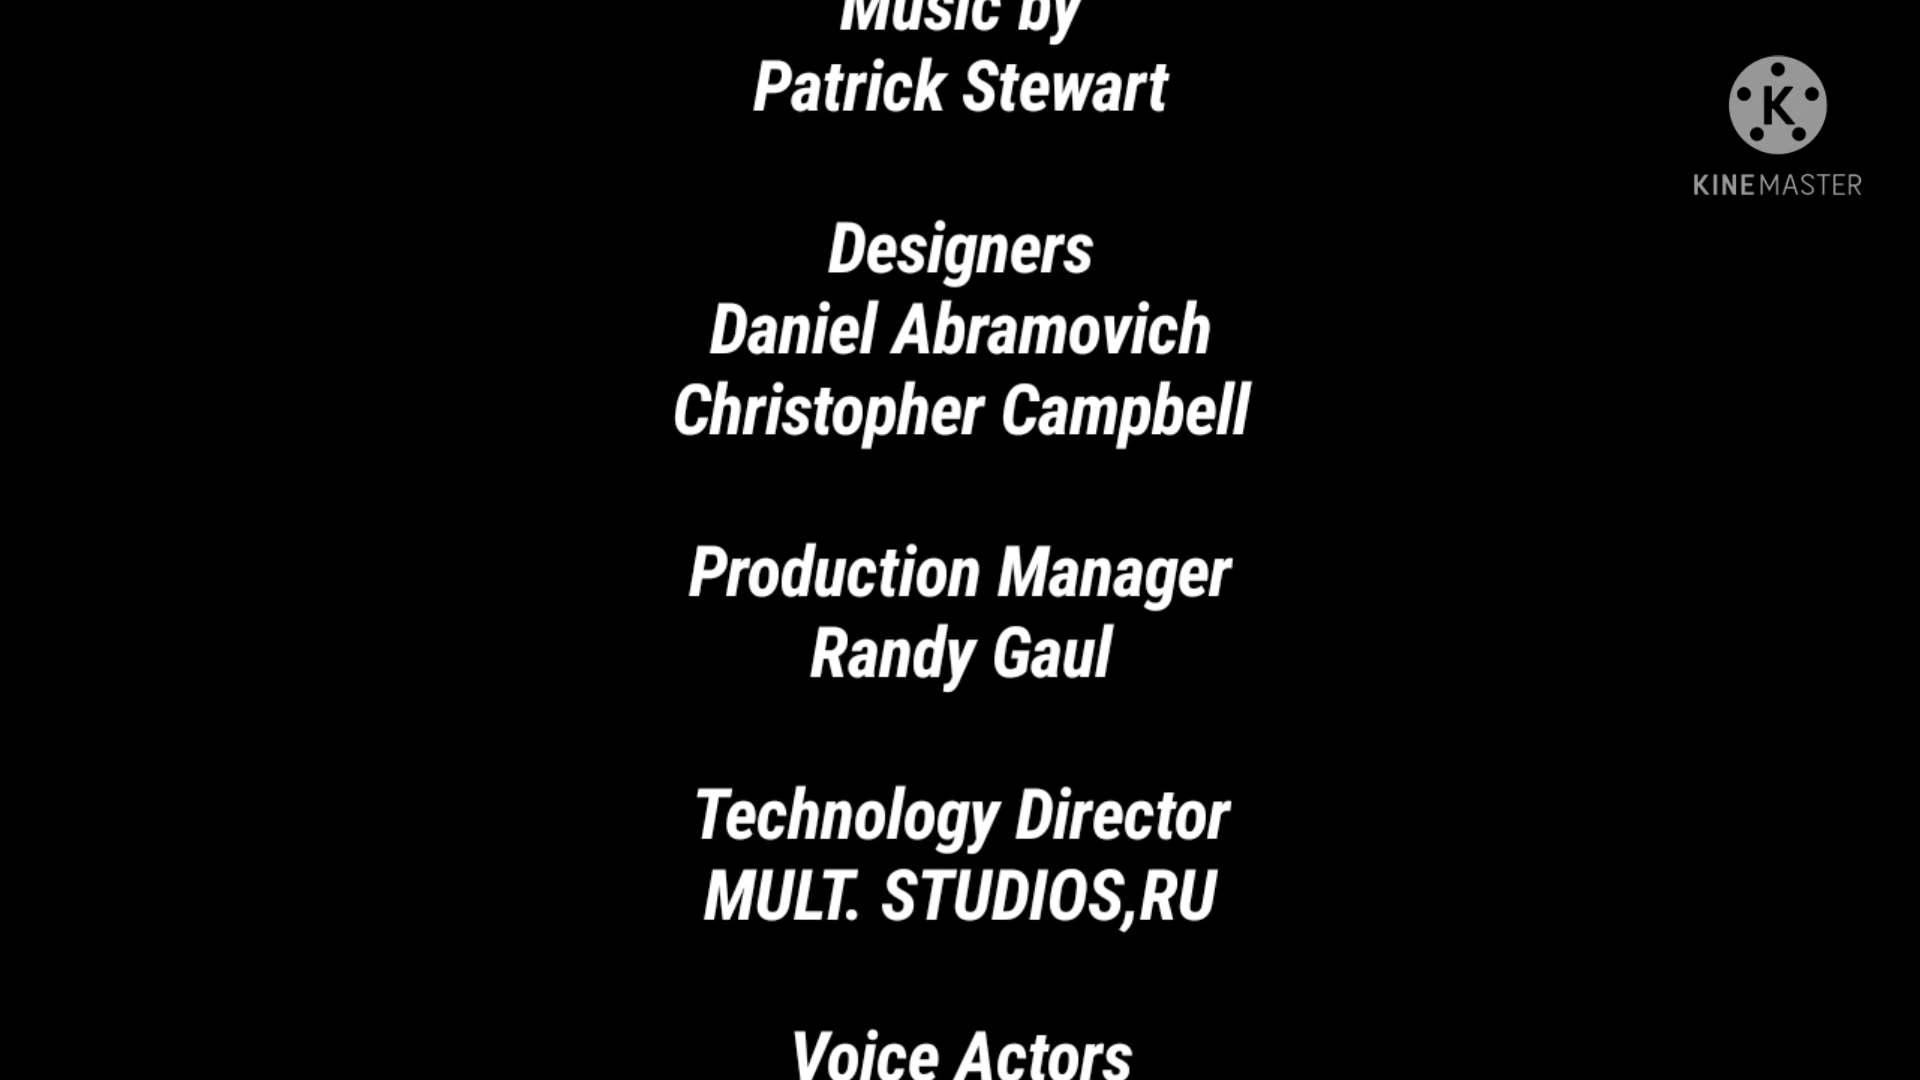 Music by
Patrick Stewart
K
KINEMASTER
Designers
Daniel Abramovich
Christopher Campbell
Production Manager
Randy Gaul
Technology Director
MULT. STUDIOS,RU
Voice Actors